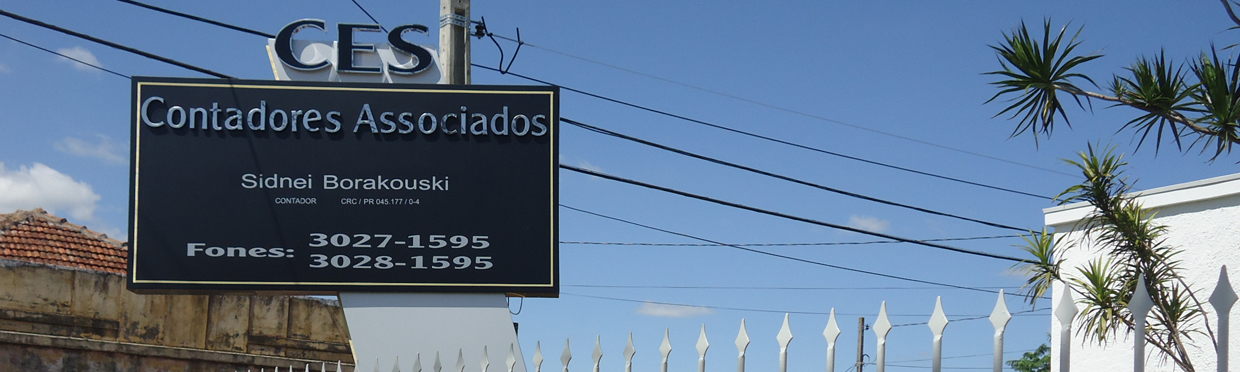 CES
Contadores Associados
Sidnei Borakouski
CONTADOR CRC / PR 045.177 / 0-4
Fones: 3027-1595
3028-1595